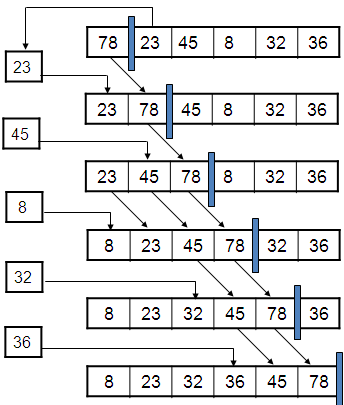 78 23 45 8 32 36
23
23 78 45 8 32 36
45
23 45 78 8 32 36
8
8 23 45 78 32 36
32
8 23 32 45 78 36
36
8 23 32 36 45 78